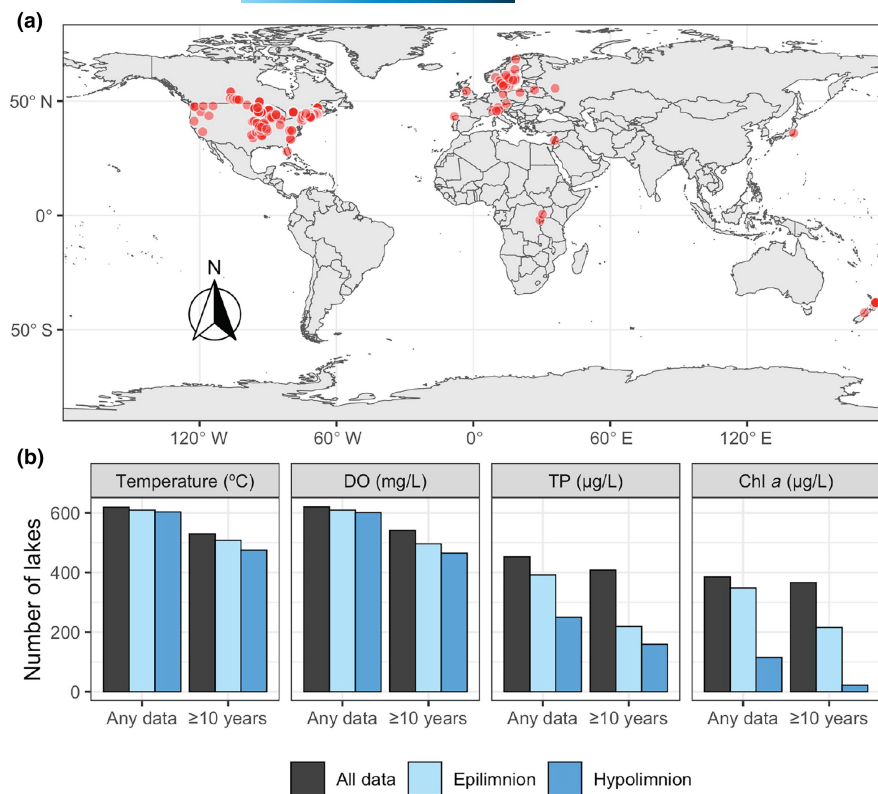 (a)
50° N
0°
50° S
N
120° W 60° W 0° 60° E 120° E
(b)
Temperature (ºC) DO (mg/L) TP (µg/L) Chl a (µg/L)
Number of lakes
600
400
200
0
Any data ≥10 years Any data ≥10 years Any data ≥10 years Any data ≥10 years
All data Epilimnion Hypolimnion